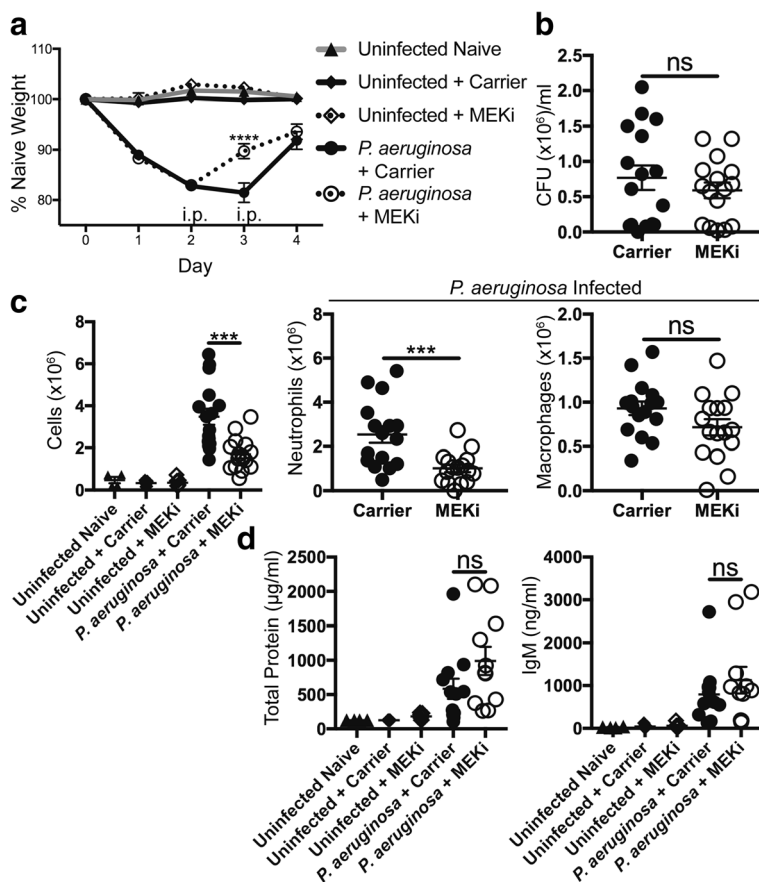 a
110
100
90
80
% Naive Weight
****
i.p.
i.p.
0
1
2
3
4
Day
Uninfected Naive
Uninfected + Carrier
Uninfected + MEKi
P. aeruginosa
+ Carrier
P. aeruginosa
+ MEKi
b
CFU (x10⁶)/ml
2.5
2.0
1.5
1.0
0.5
0.0
ns
Carrier
MEKi
c
Cells (x10⁶)
8
6
4
2
0
***
Uninfected Naive
Uninfected + Carrier
Uninfected + MEKi
P. aeruginosa + Carrier
P. aeruginosa + MEKi
P. aeruginosa Infected
Neutrophils (x10⁶)
8
6
4
2
0
***
Carrier
MEKi
Macrophages (x10⁶)
2.0
1.5
1.0
0.5
0.0
ns
Carrier
MEKi
d
Total Protein (µg/ml)
2500
2000
1500
1000
500
0
ns
Uninfected Naive
Uninfected + Carrier
Uninfected + MEKi
P. aeruginosa + Carrier
P. aeruginosa + MEKi
IgM (ng/ml)
4000
3000
2000
1000
0
ns
Uninfected Naive
Uninfected + Carrier
Uninfected + MEKi
P. aeruginosa + Carrier
P. aeruginosa + MEKi